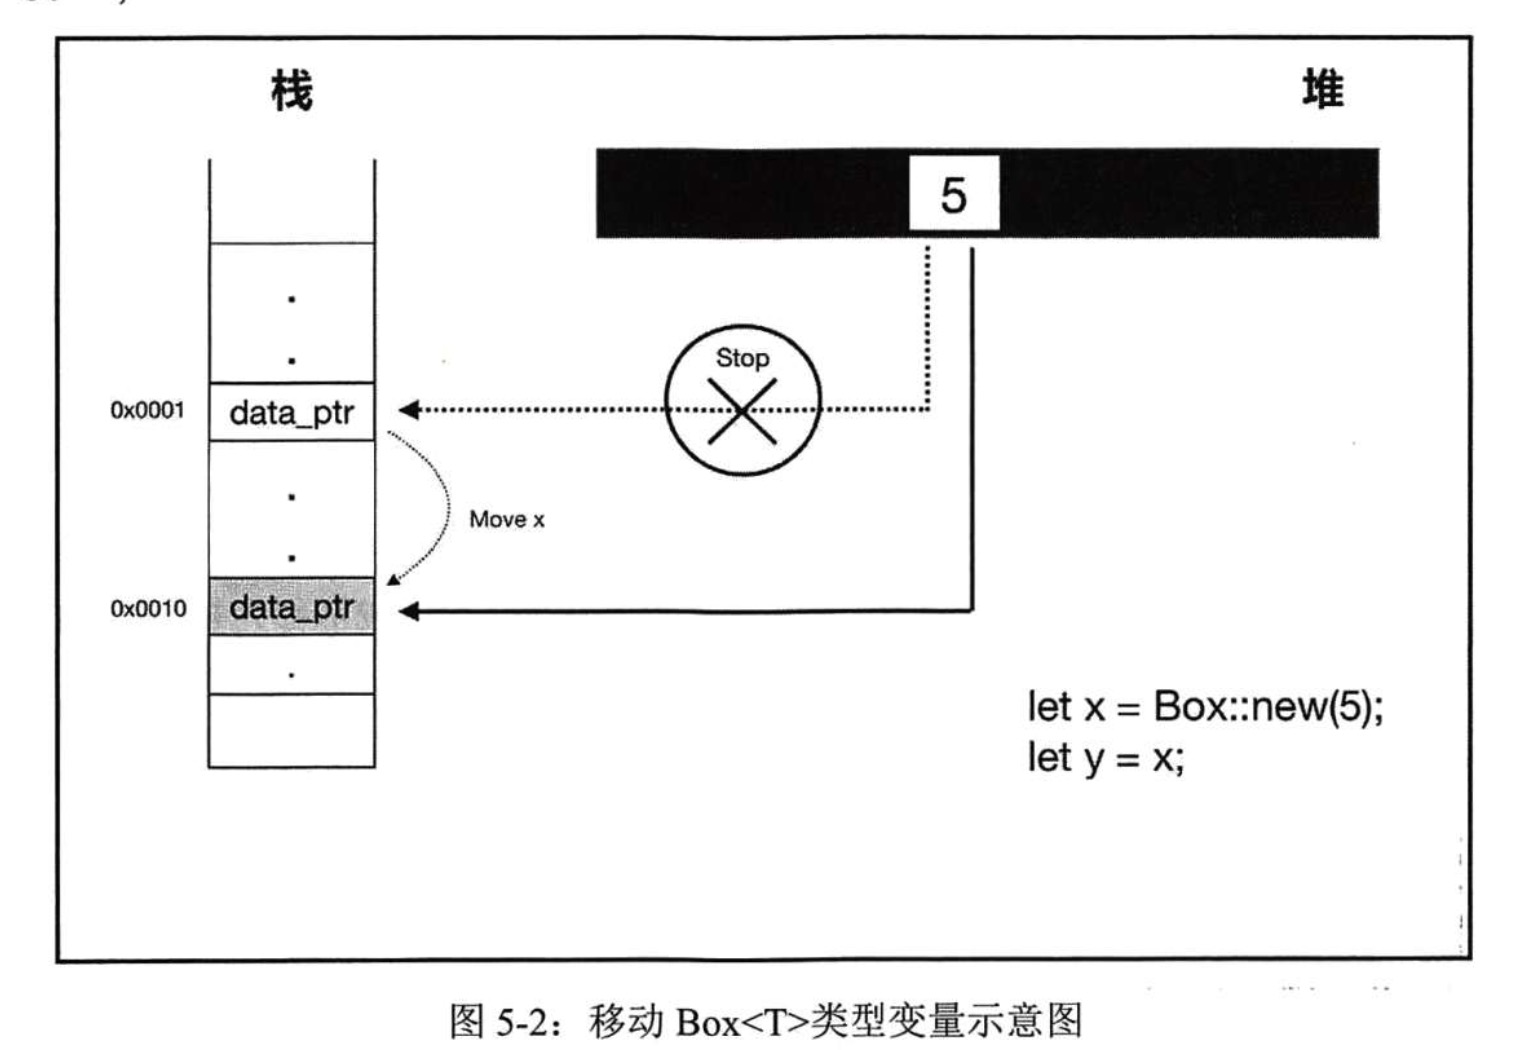 栈
堆
5
Stop
0x0001
data_ptr
Move x
0x0010
data_ptr
let x = Box::new(5);
let y = x;
图 5-2：移动 Box<T>类型变量示意图